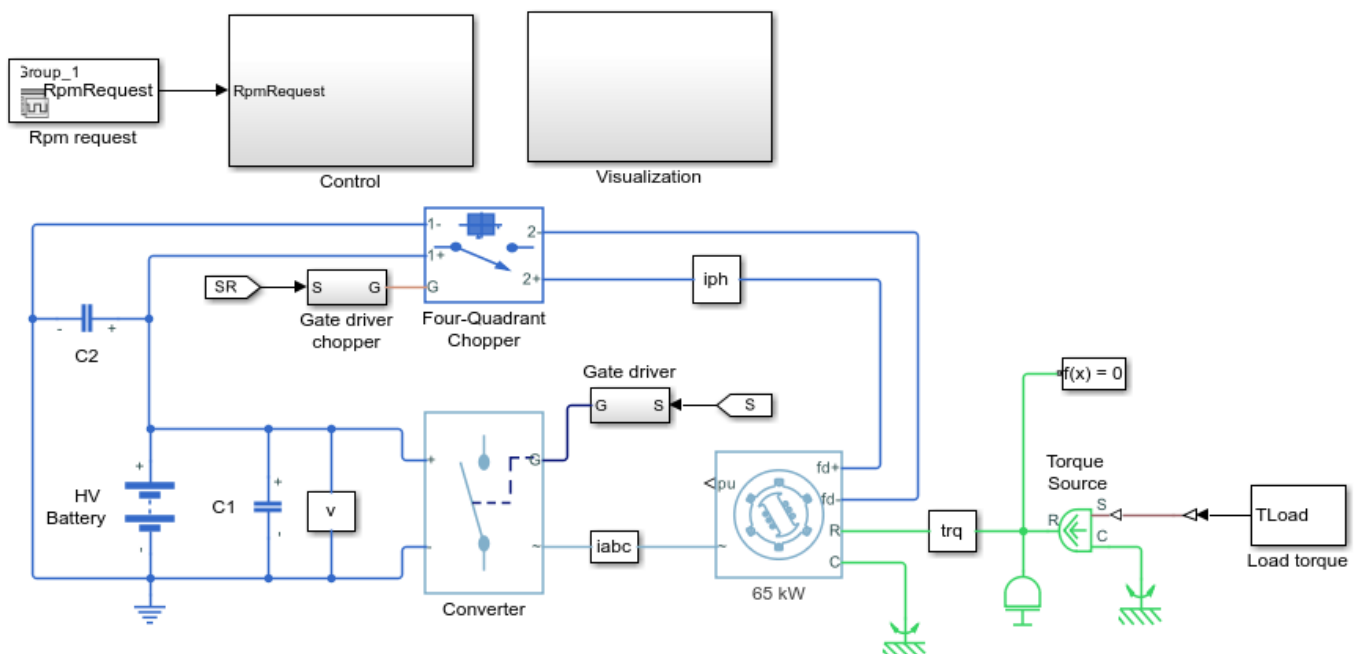 Group_1
RpmRequest
Rpm request
RpmRequest
Control
Visualization
1-
1+
G
2-
2+
SR
S G
Gate driver
chopper
Four-Quadrant
Chopper
iph
- +
C2
Gate driver
G S
S
f(x) = 0
+
HV
Battery
-
+
C1
-
v
+
-
G
~
Converter
iabc
<pu
~
fd+
fd-
R
C
65 kW
trq
Torque
Source
S
R
C
TLoad
Load torque